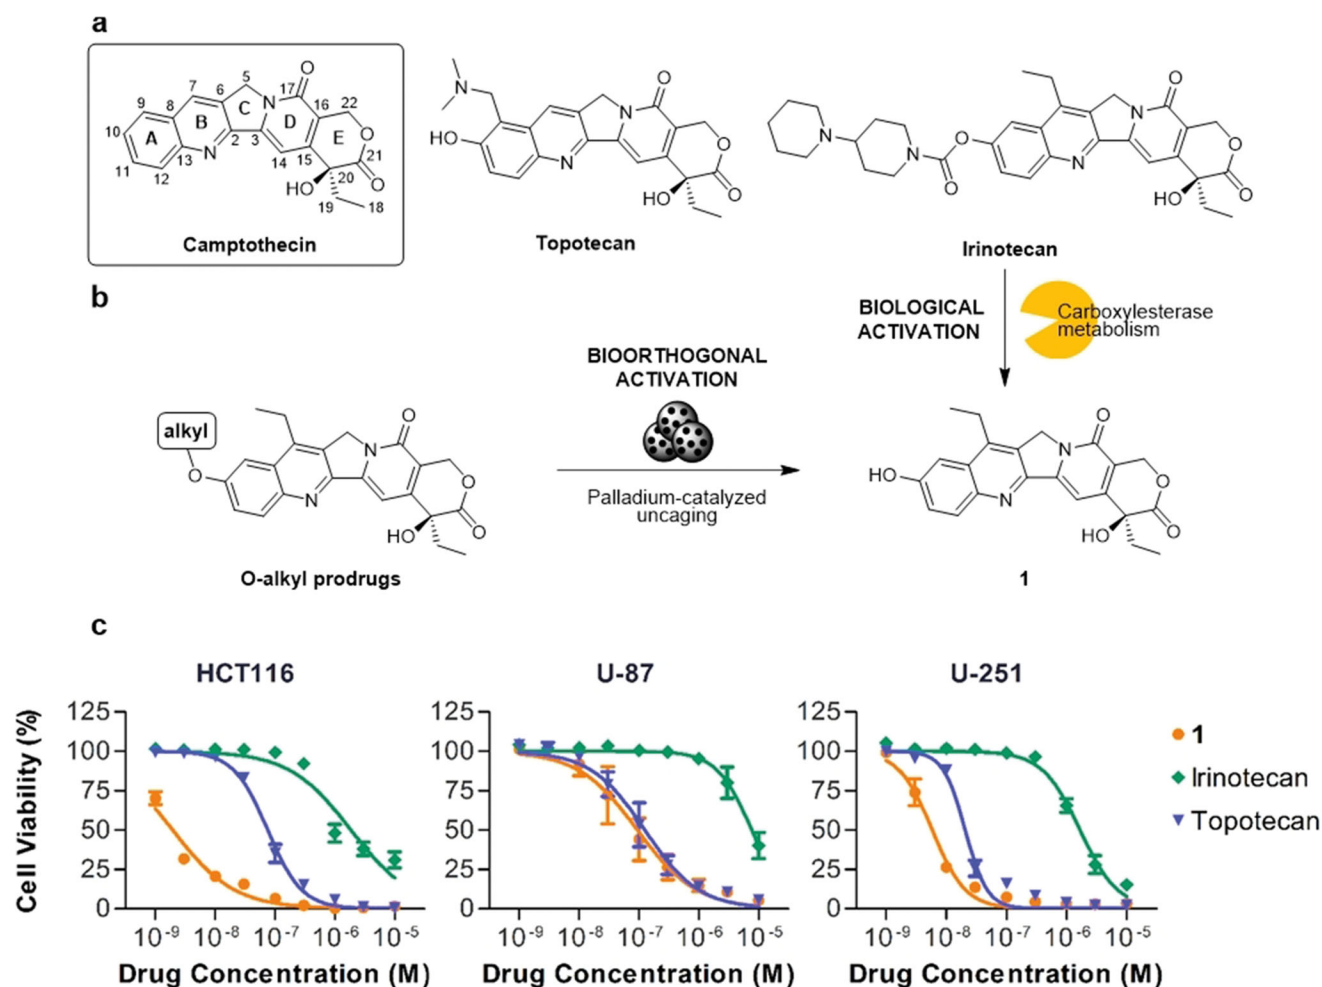 a
5
7
6
17
O
9
8
C
N
16
22
10
A
B
D
E
O
2
3
21
11
13
N
14
15
O
12
HO
20
19
18
Camptothecin
N
HO
N
N
O
O
O
HO
Topotecan
N
N
O
O
N
N
O
O
O
HO
Irinotecan
BIOLOGICAL
ACTIVATION
Carboxylesterase
metabolism
b
alkyl
O
N
N
O
O
O
HO
O-alkyl prodrugs
BIOORTHOGONAL
ACTIVATION
Palladium-catalyzed
uncaging
HO
N
N
O
O
O
HO
1
c
HCT116
U-87
U-251
Cell Viability (%)
125
100
75
50
25
0
10-9 10-8 10-7 10-6 10-5
Drug Concentration (M)
125
100
75
50
25
0
10-9 10-8 10-7 10-6 10-5
Drug Concentration (M)
125
100
75
50
25
0
10-9 10-8 10-7 10-6 10-5
Drug Concentration (M)
1
Irinotecan
Topotecan